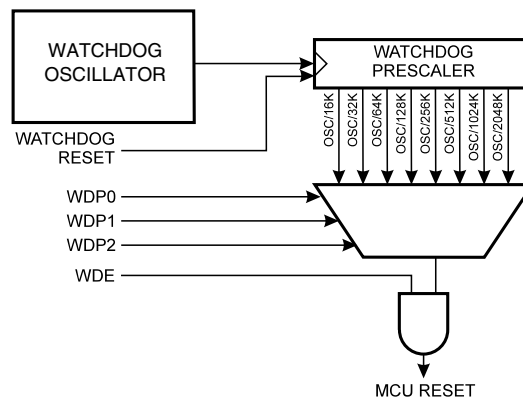 WATCHDOG
OSCILLATOR
WATCHDOG
PRESCALER
WATCHDOG
RESET
OSC/16K
OSC/32K
OSC/64K
OSC/128K
OSC/256K
OSC/512K
OSC/1024K
OSC/2048K
WDP0
WDP1
WDP2
WDE
MCU RESET